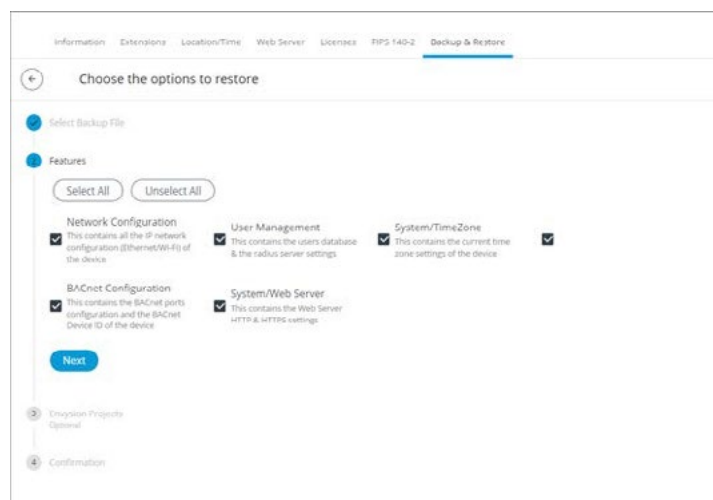 Information Extensions Location/Time Web Server Licenses FIPS 140-2 Backup & Restore
Choose the options to restore
Select Backup File
2 Features
Select All Unselect All
Network Configuration
This contains all the IP network
configuration (Ethernet/Wi-Fi) of
the device
User Management
This contains the users database
& the radius server settings
System/TimeZone
This contains the current time
zone settings of the device
BACnet Configuration
This contains the BACnet ports
configuration and the BACnet
Device ID of the device
System/Web Server
This contains the Web Server
HTTP & HTTPS settings
Next
3 Envysion Projects
Optional
4 Confirmation